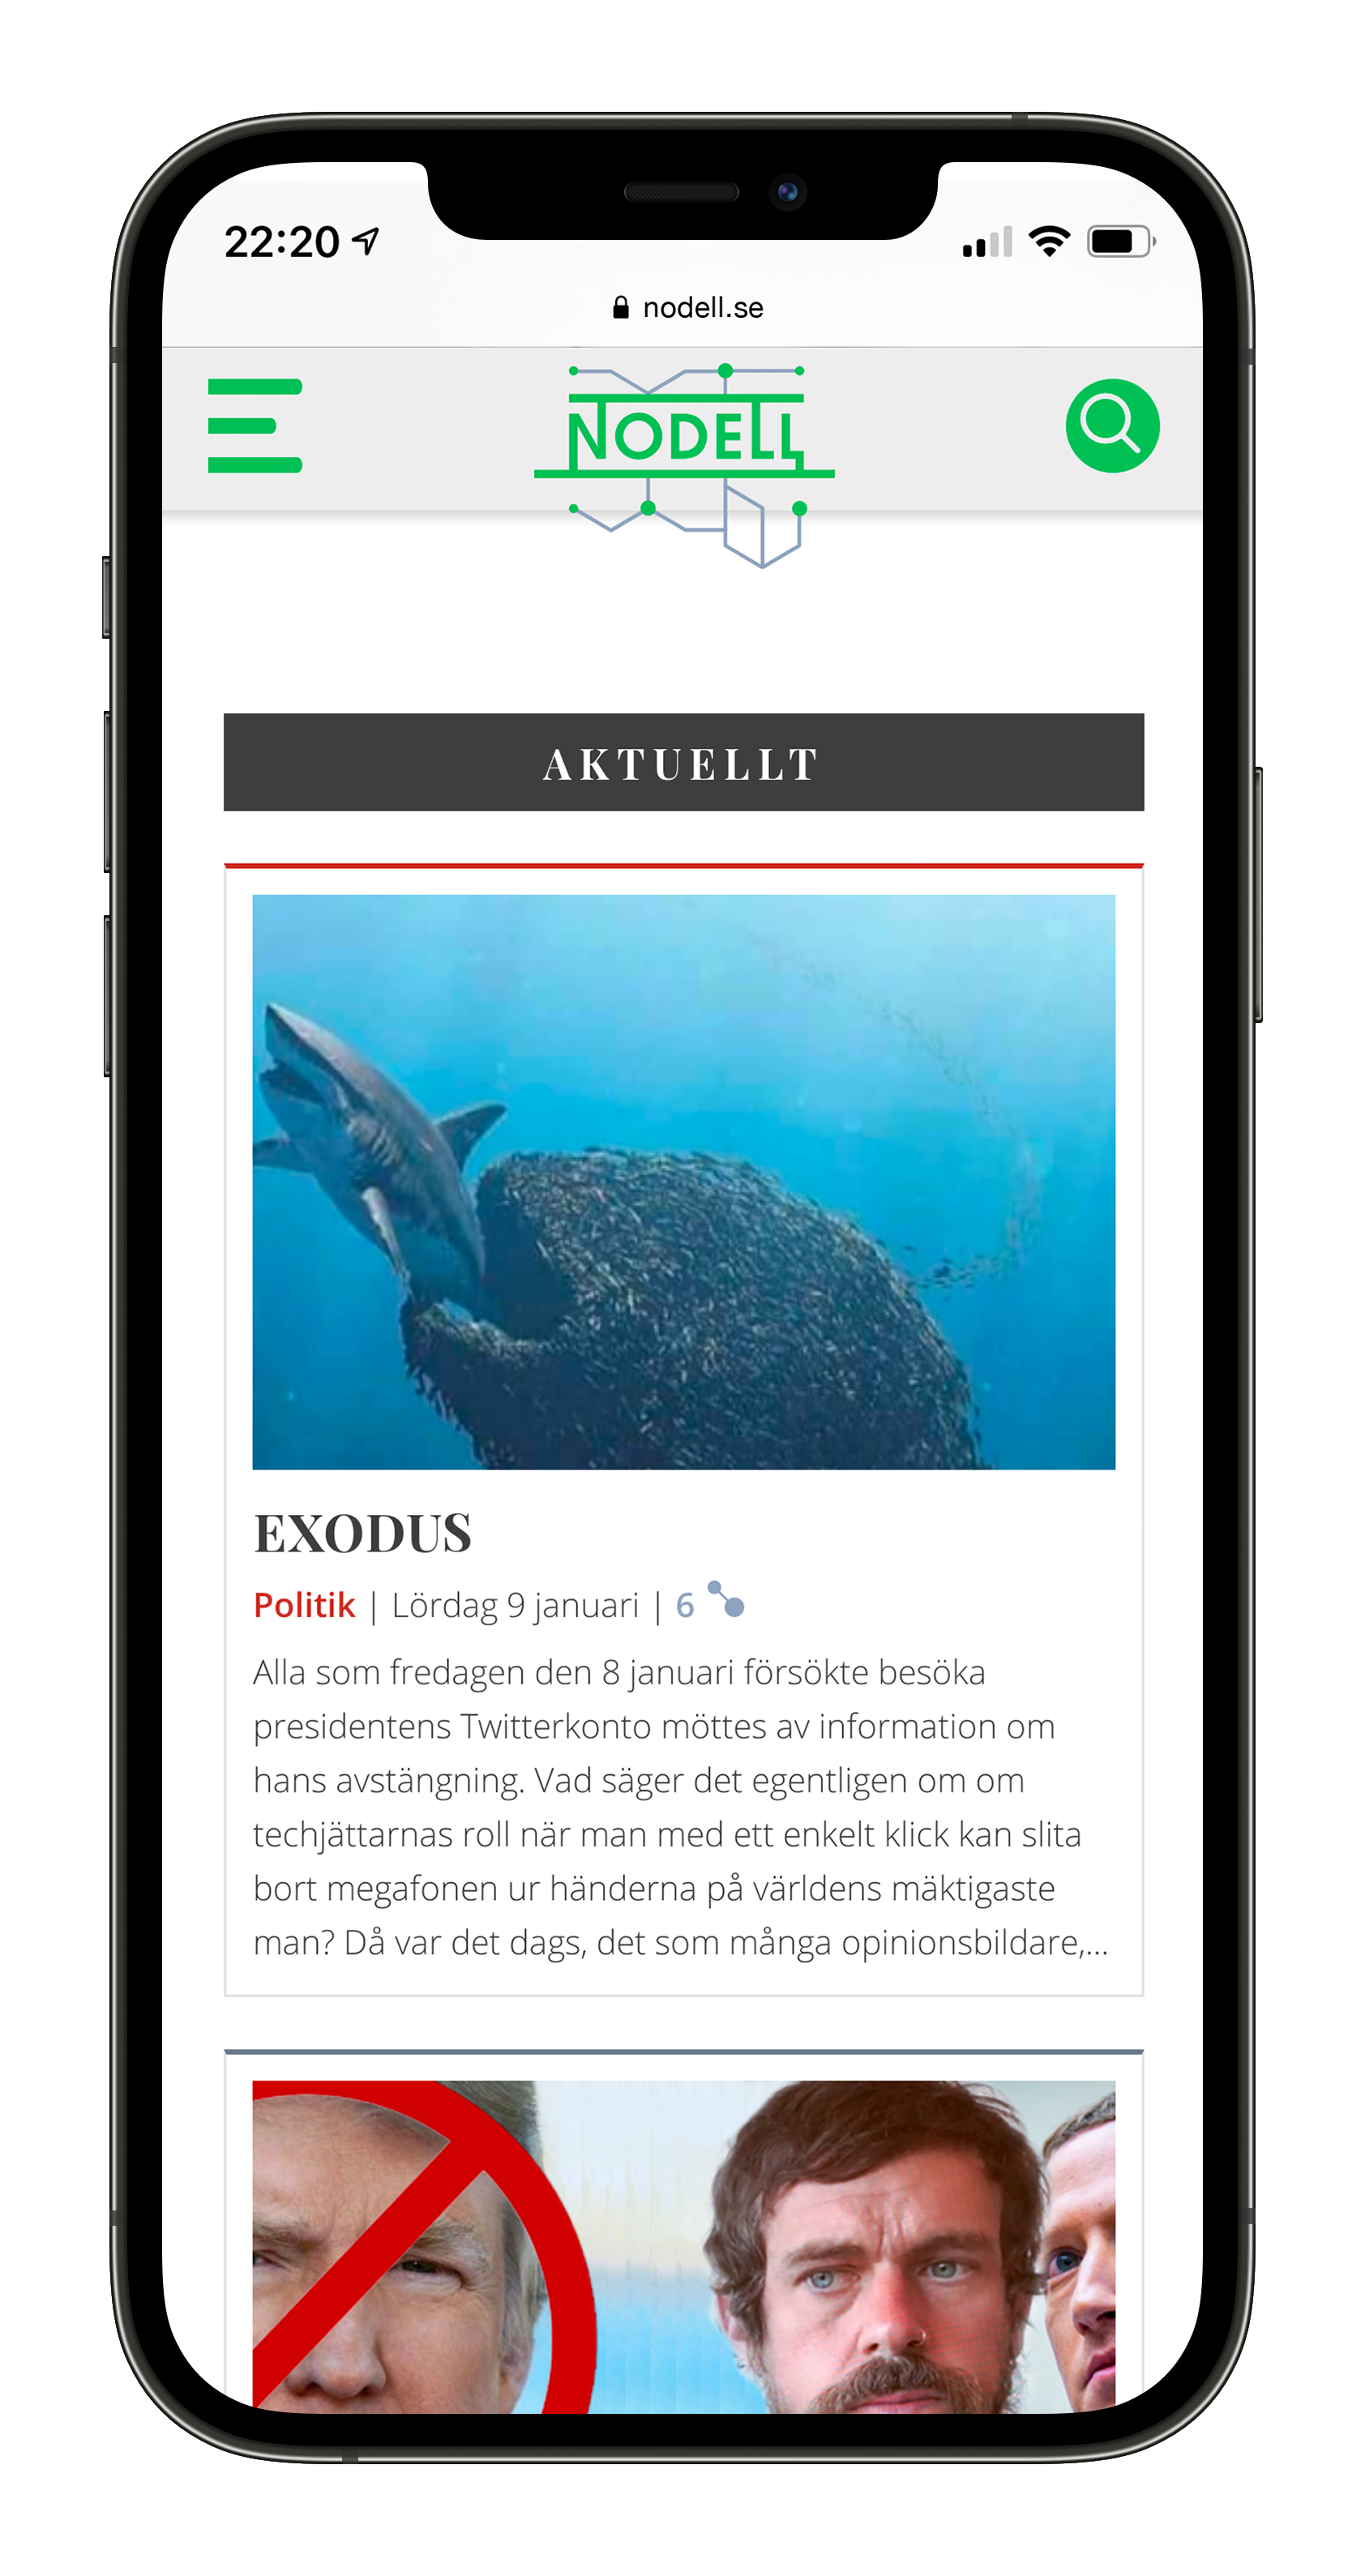 22:20
nodell.se
NODELL
AKTUELLT
EXODUS
Politik | Lördag 9 januari | 6
Alla som fredagen den 8 januari försökte besöka
presidentens Twitterkonto möttes av information om
hans avstängning. Vad säger det egentligen om om
techjättarnas roll när man med ett enkelt klick kan slita
bort megafonen ur händerna på världens mäktigaste
man? Då var det dags, det som många opinionsbildare,...